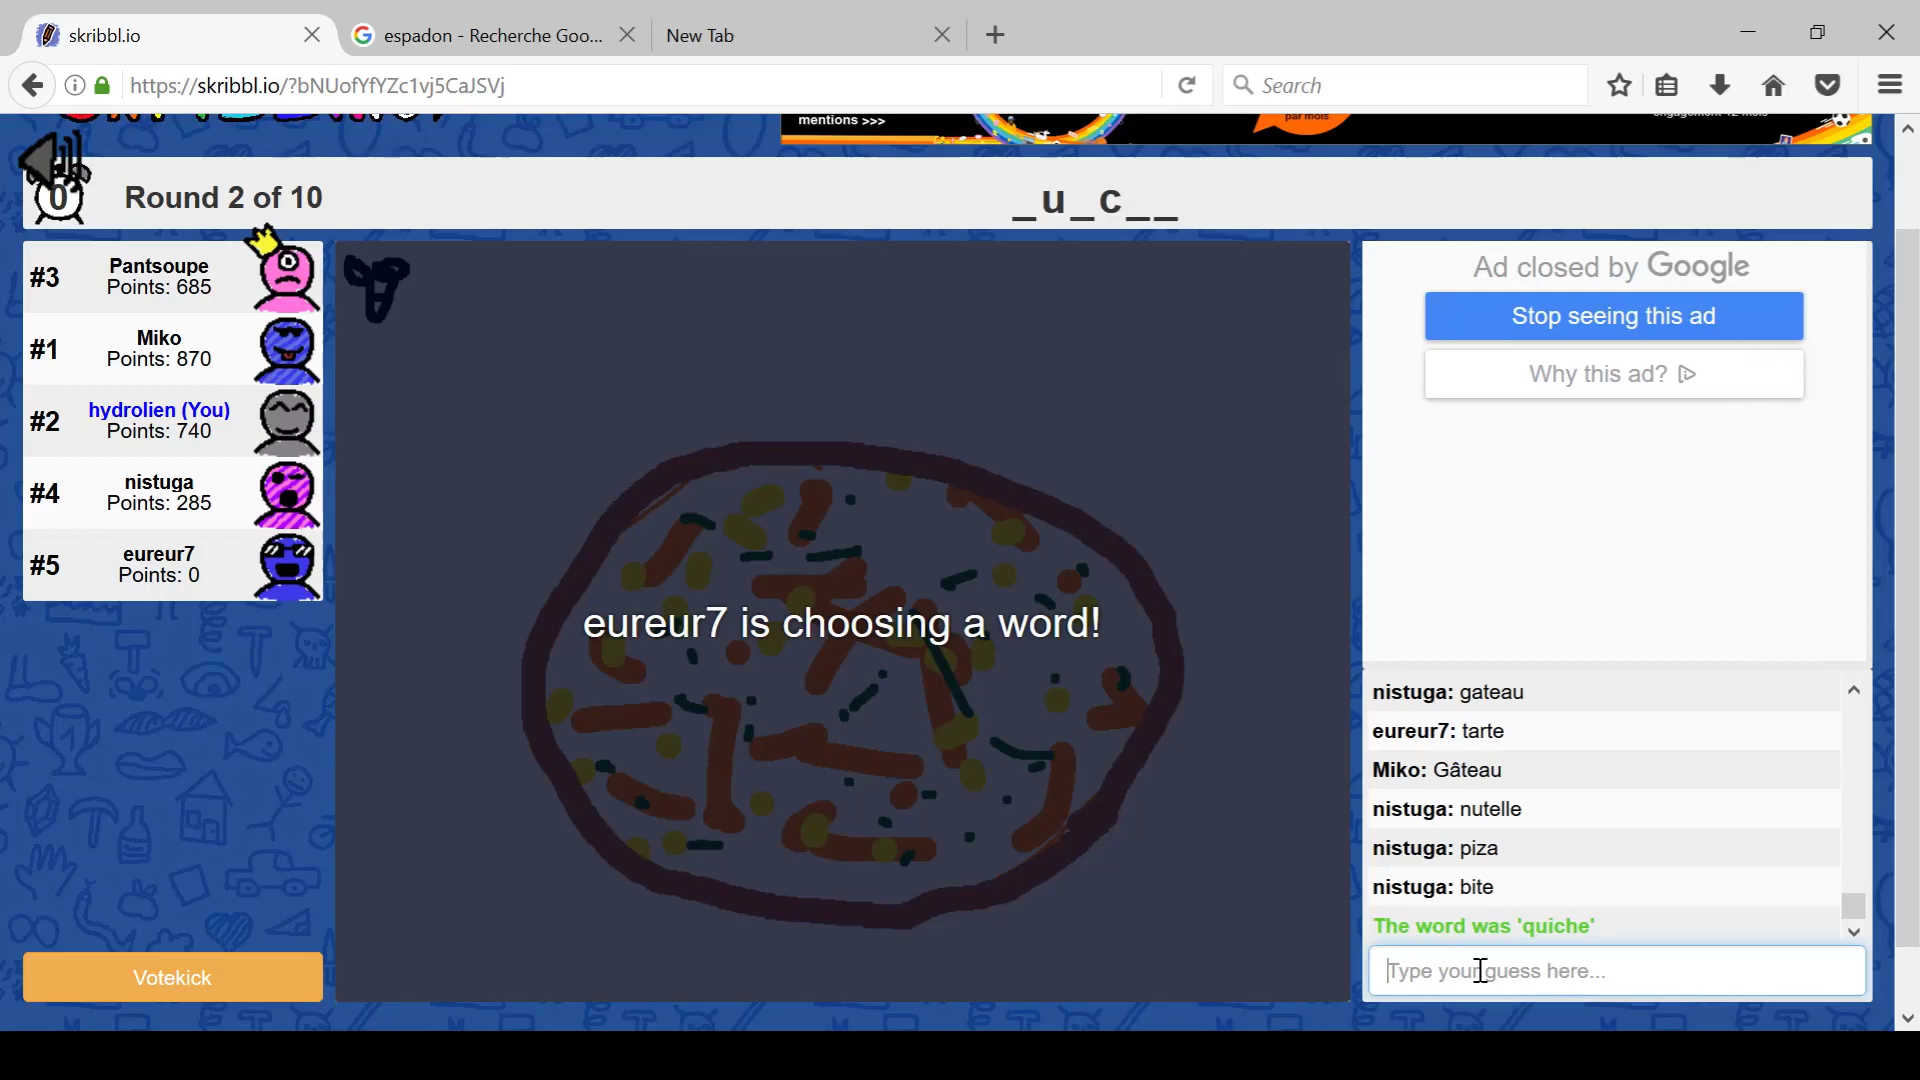 skribbl.io
espadon - Recherche Goo...
New Tab
https://skribbl.io/?bNUofYfYZc1vj5CaJSVj
Search
mentions >>>
par mois
0
Round 2 of 10
_u_c__
#3
Pantsoupe
Points: 685
#1
Miko
Points: 870
#2
hydrolien (You)
Points: 740
#4
nistuga
Points: 285
#5
eureur7
Points: 0
Votekick
eureur7 is choosing a word!
Ad closed by Google
Stop seeing this ad
Why this ad?
nistuga: gateau
eureur7: tarte
Miko: Gâteau
nistuga: nutelle
nistuga: piza
nistuga: bite
The word was 'quiche'
Type your guess here...